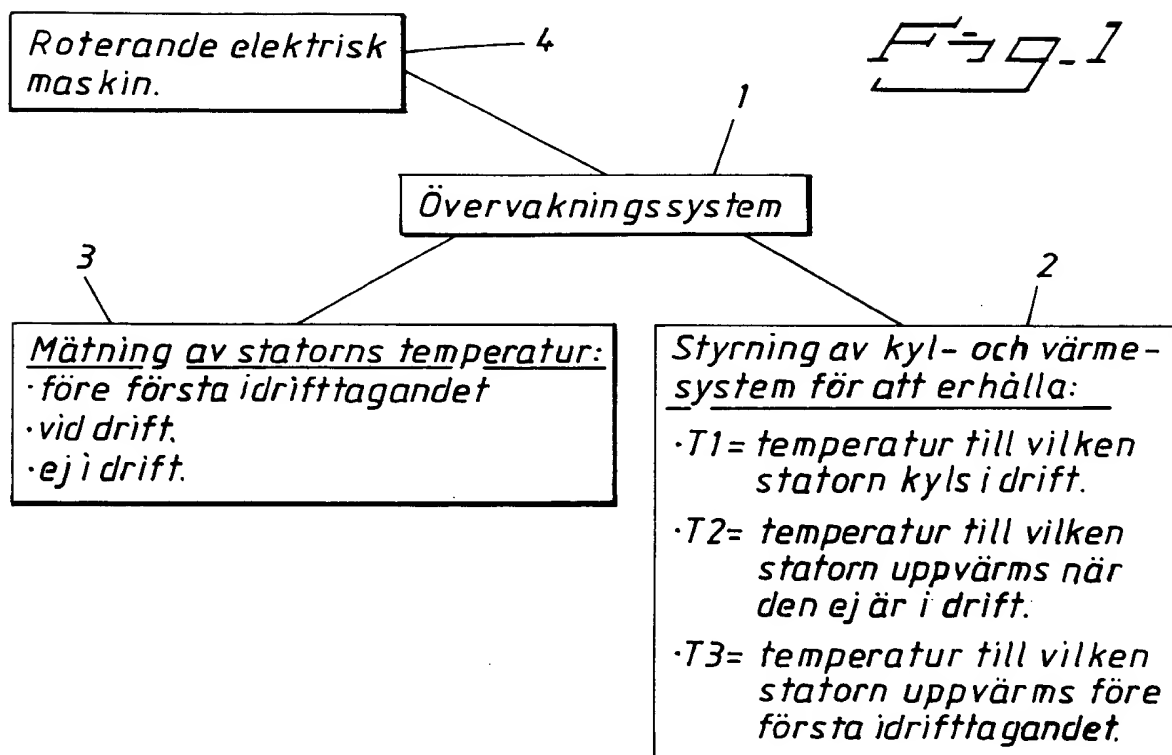 Fig.1
Roterande elektrisk
maskin.
4
1
Övervakningssystem
3
Mätning av statorns temperatur:
·före första idrifttagandet
·vid drift.
·ej i drift.
2
Styrning av kyl- och värme-
system för att erhålla:
·T1= temperatur till vilken
statorn kyls i drift.
·T2= temperatur till vilken
statorn uppvärms när
den ej är i drift.
·T3= temperatur till vilken
statorn uppvärms före
första idrifttagandet.